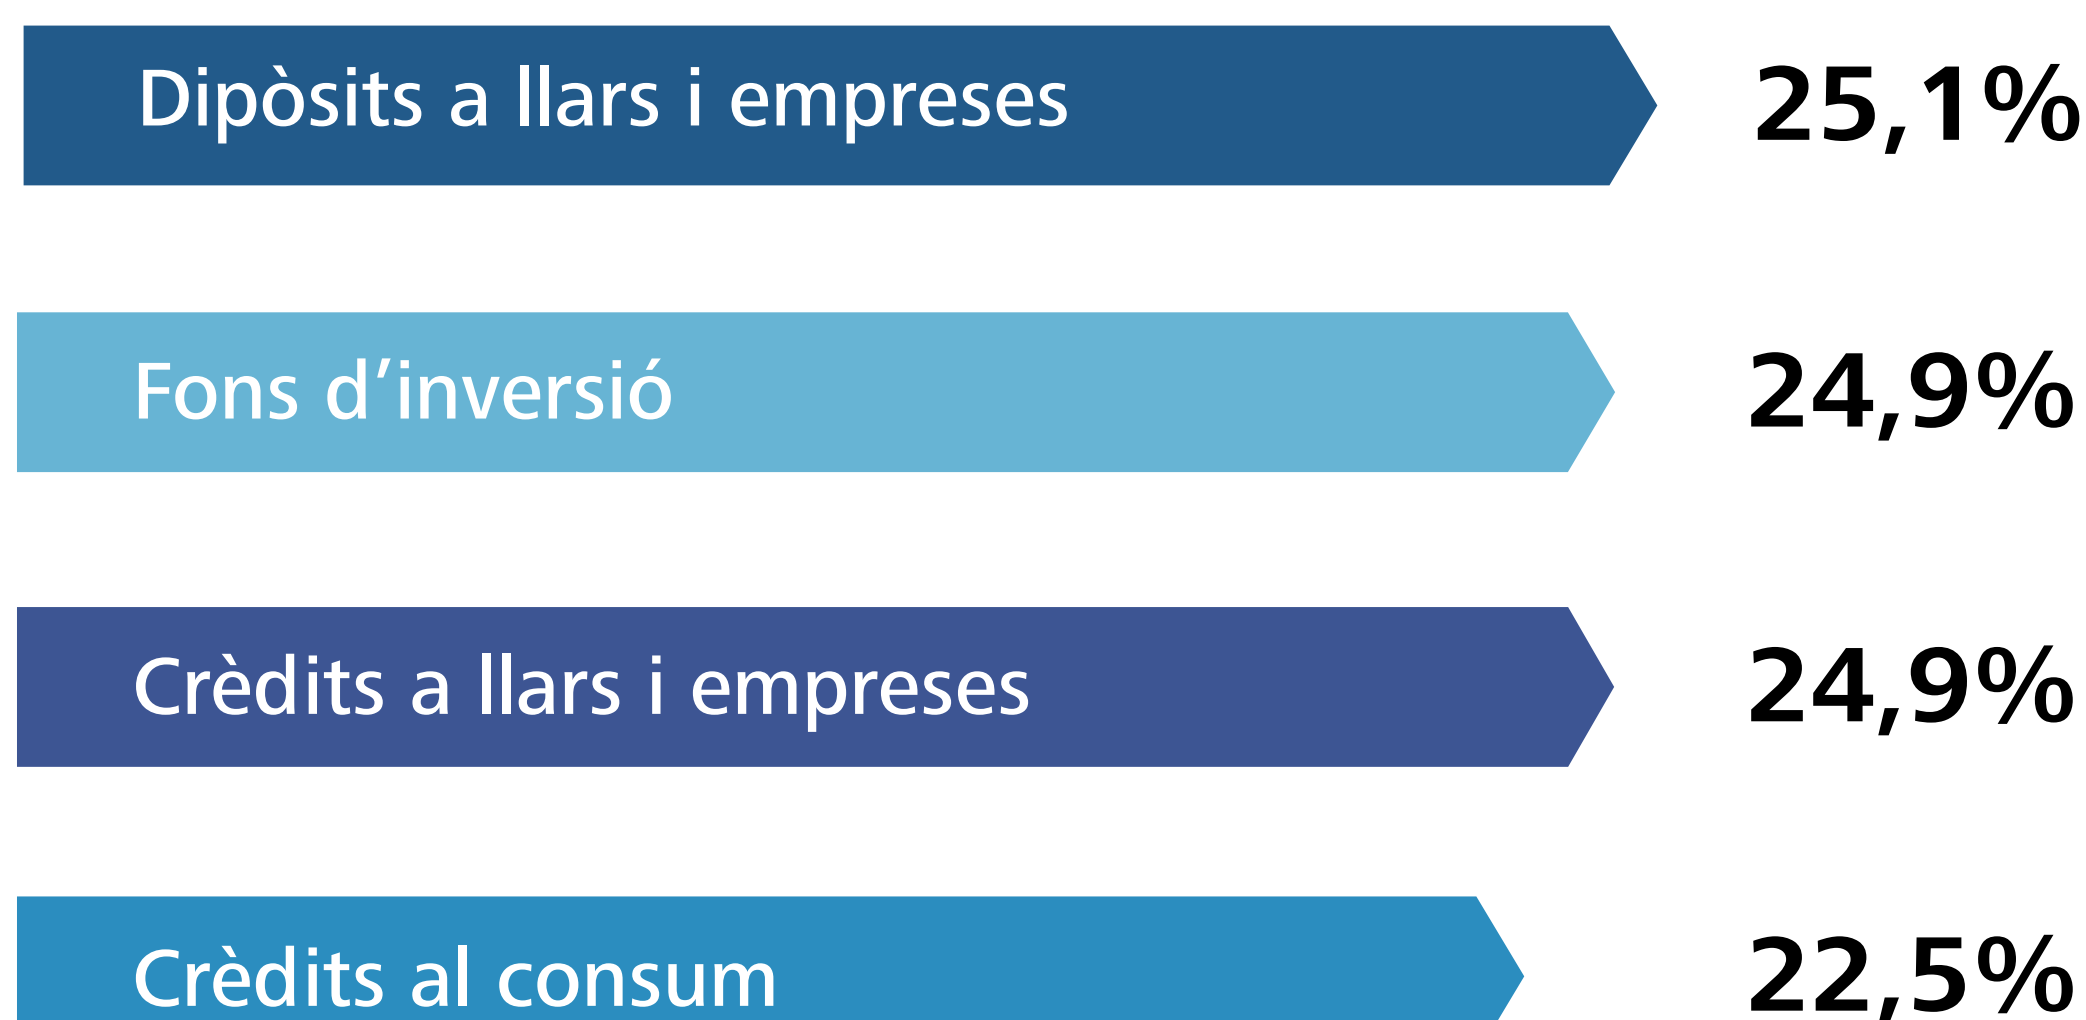 Dipòsits a llars i empreses 25,1%
Fons d’inversió 24,9%
Crèdits a llars i empreses 24,9%
Crèdits al consum 22,5%